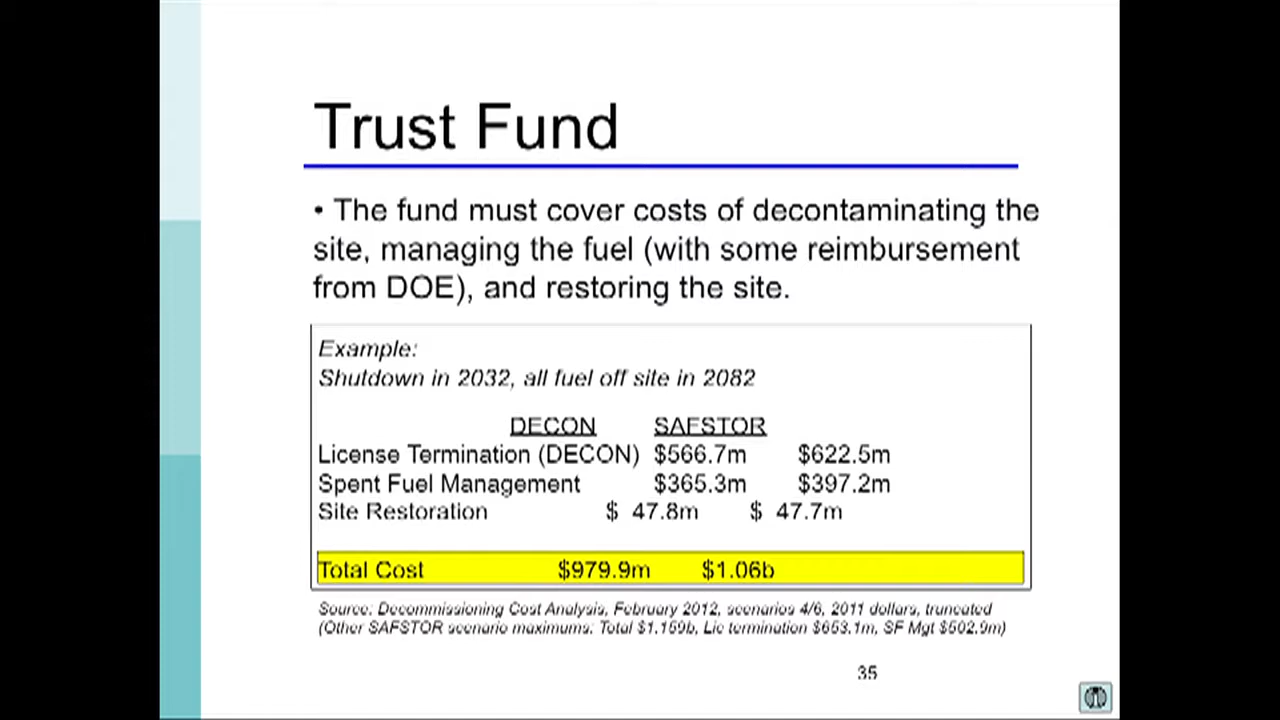 Trust Fund
• The fund must cover costs of decontaminating the
site, managing the fuel (with some reimbursement
from DOE), and restoring the site.
Example:
Shutdown in 2032, all fuel off site in 2082
DECON SAFSTOR
License Termination (DECON) $566.7m $622.5m
Spent Fuel Management $365.3m $397.2m
Site Restoration $ 47.8m $ 47.7m
Total Cost $979.9m $1.06b
Source: Decommissioning Cost Analysis, February 2012, scenarios 4/6, 2011 dollars, truncated
(Other SAFSTOR scenario maximums: Total $1.159b, Lic termination $653.1m, SF Mgt $502.9m)
35